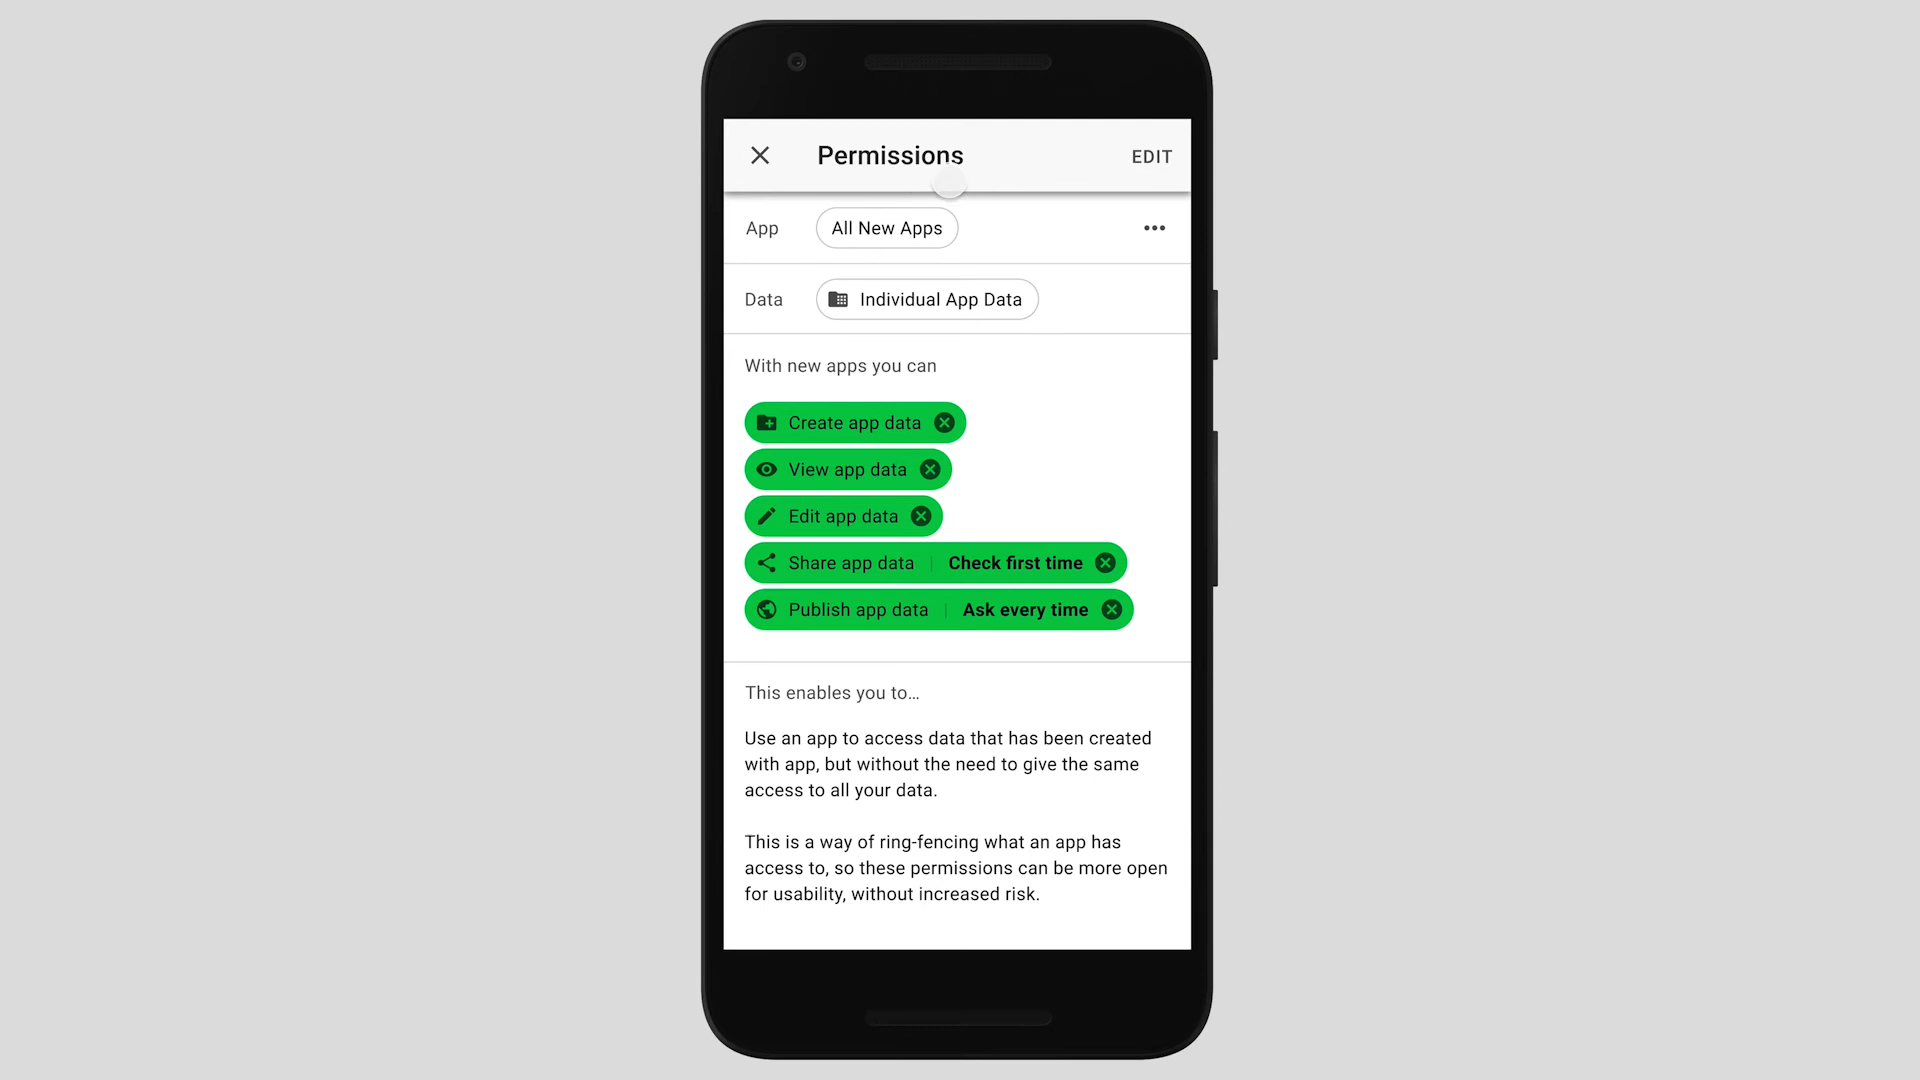 Permissions
EDIT
App
All New Apps
Data
Individual App Data
With new apps you can
Create app data
View app data
Edit app data
Share app data | Check first time
Publish app data | Ask every time
This enables you to…
Use an app to access data that has been created
with app, but without the need to give the same
access to all your data.
This is a way of ring-fencing what an app has
access to, so these permissions can be more open
for usability, without increased risk.